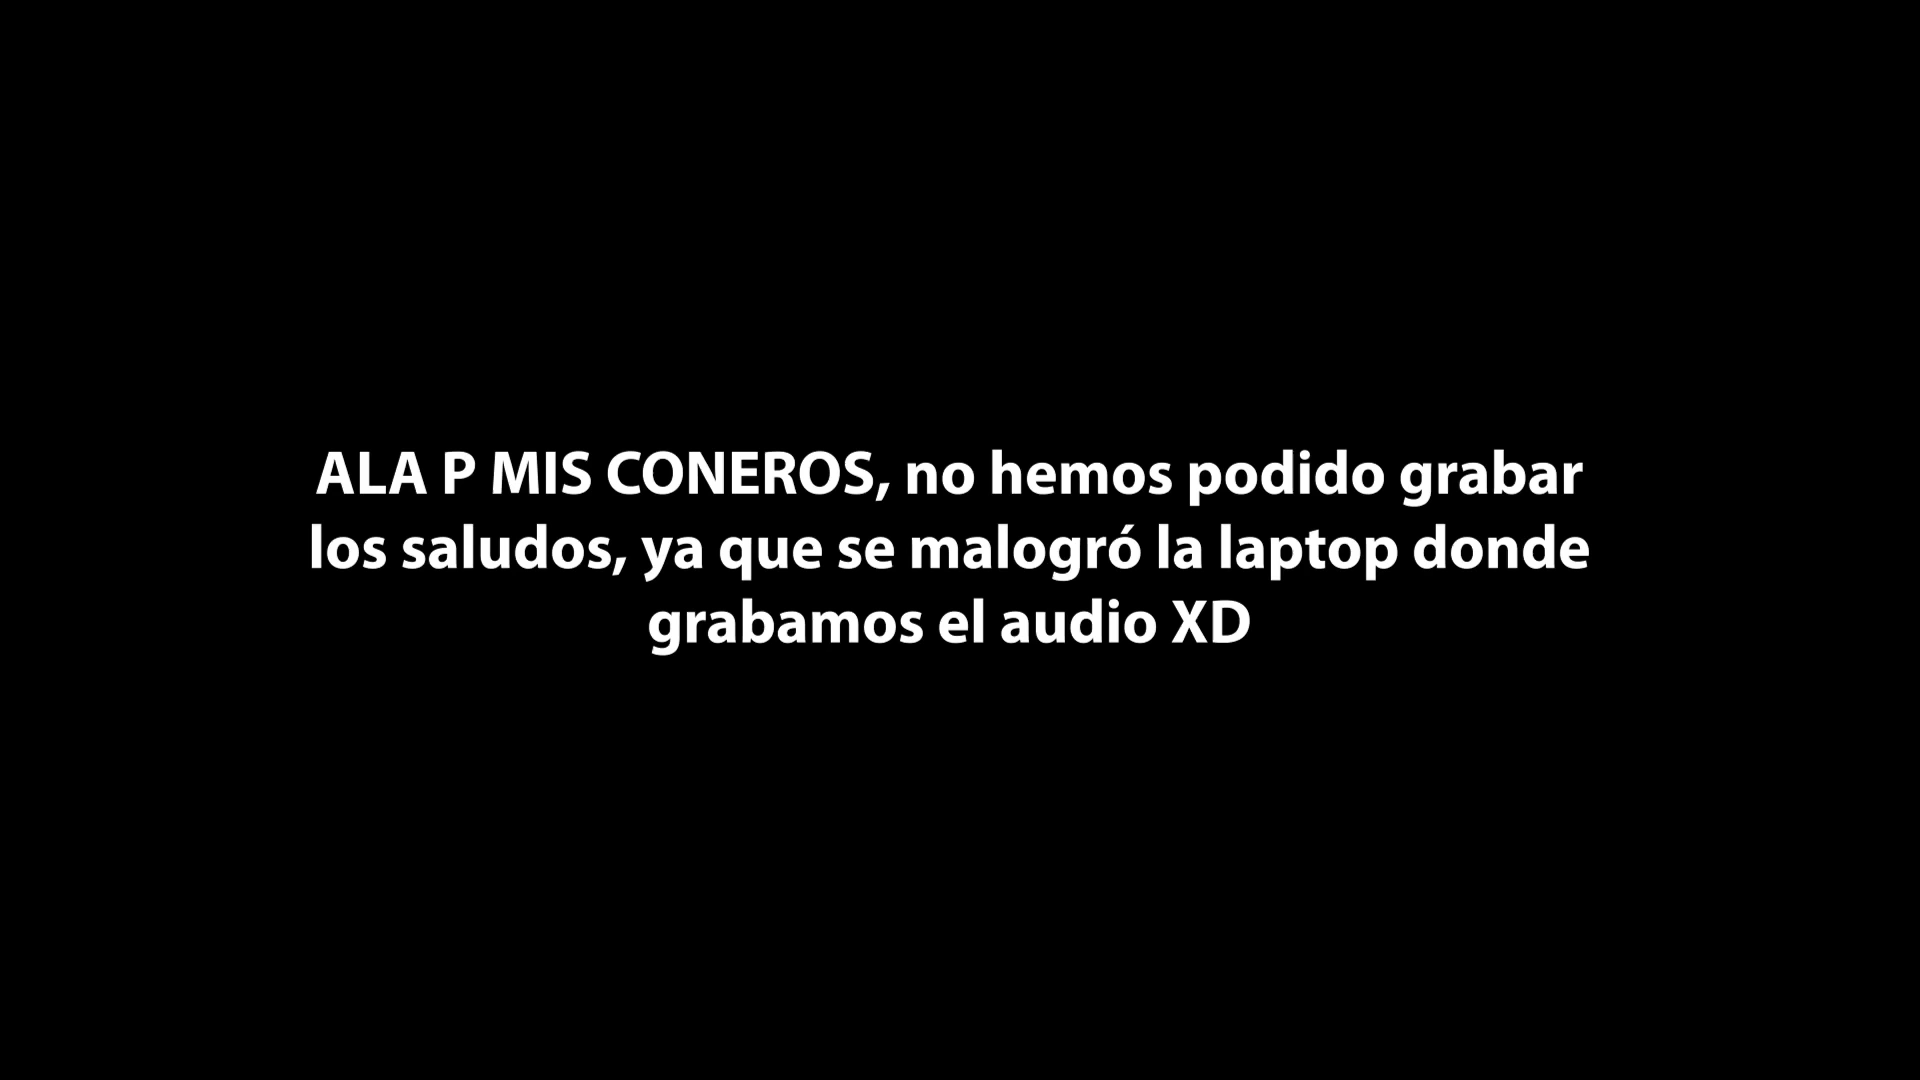 ALA P MIS CONEROS, no hemos podido grabar
los saludos, ya que se malogró la laptop donde
grabamos el audio XD